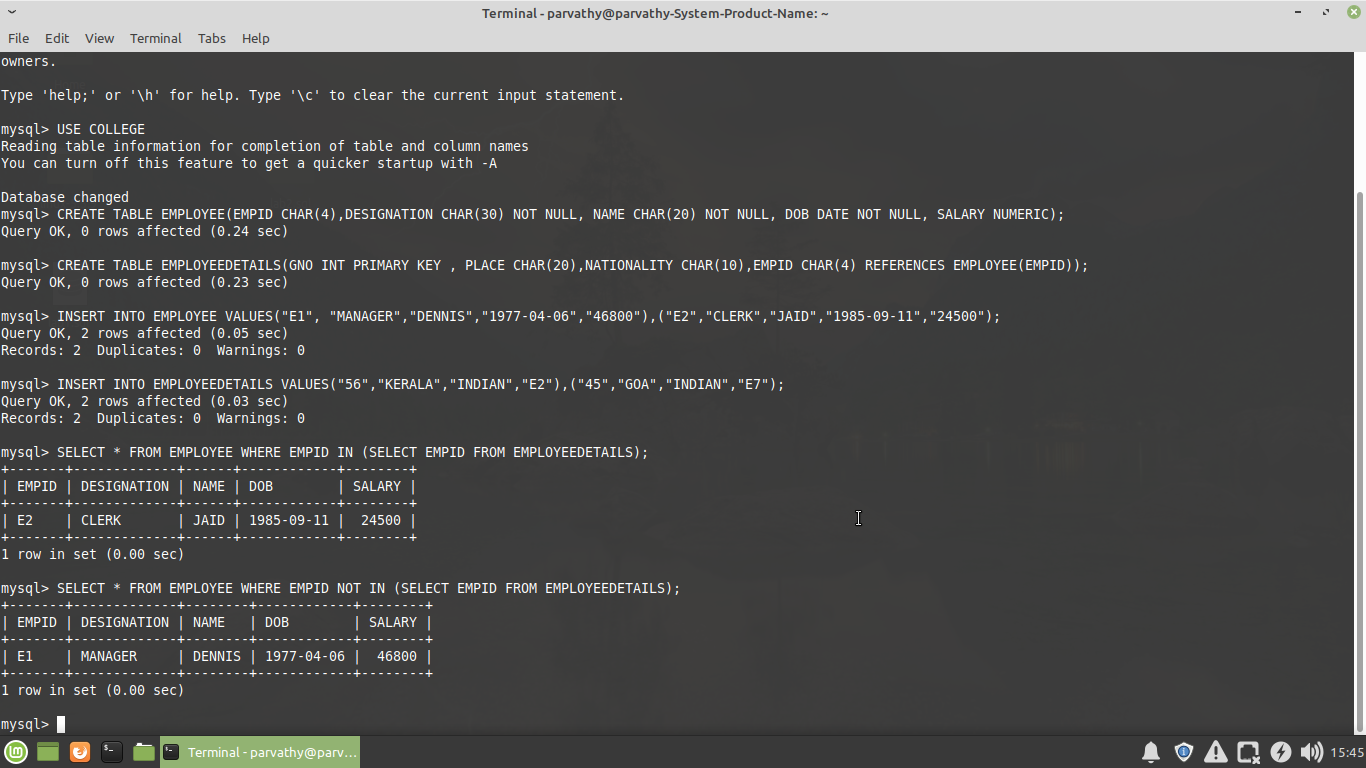 Terminal - parvathy@parvathy-System-Product-Name: ~
File Edit View Terminal Tabs Help
owners.
Type 'help;' or '\h' for help. Type '\c' to clear the current input statement.
mysql> USE COLLEGE
Reading table information for completion of table and column names
You can turn off this feature to get a quicker startup with -A
Database changed
mysql> CREATE TABLE EMPLOYEE(EMPID CHAR(4),DESIGNATION CHAR(30) NOT NULL, NAME CHAR(20) NOT NULL, DOB DATE NOT NULL, SALARY NUMERIC);
Query OK, 0 rows affected (0.24 sec)
mysql> CREATE TABLE EMPLOYEEDETAILS(GNO INT PRIMARY KEY , PLACE CHAR(20),NATIONALITY CHAR(10),EMPID CHAR(4) REFERENCES EMPLOYEE(EMPID));
Query OK, 0 rows affected (0.23 sec)
mysql> INSERT INTO EMPLOYEE VALUES("E1", "MANAGER","DENNIS","1977-04-06","46800"),("E2","CLERK","JAID","1985-09-11","24500");
Query OK, 2 rows affected (0.05 sec)
Records: 2  Duplicates: 0  Warnings: 0
mysql> INSERT INTO EMPLOYEEDETAILS VALUES("56","KERALA","INDIAN","E2"),("45","GOA","INDIAN","E7");
Query OK, 2 rows affected (0.03 sec)
Records: 2  Duplicates: 0  Warnings: 0
mysql> SELECT * FROM EMPLOYEE WHERE EMPID IN (SELECT EMPID FROM EMPLOYEEDETAILS);
+-------+-------------+------+------------+--------+
| EMPID | DESIGNATION | NAME | DOB        | SALARY |
+-------+-------------+------+------------+--------+
| E2    | CLERK       | JAID | 1985-09-11 |  24500 |
+-------+-------------+------+------------+--------+
1 row in set (0.00 sec)
mysql> SELECT * FROM EMPLOYEE WHERE EMPID NOT IN (SELECT EMPID FROM EMPLOYEEDETAILS);
+-------+-------------+--------+------------+--------+
| EMPID | DESIGNATION | NAME   | DOB        | SALARY |
+-------+-------------+--------+------------+--------+
| E1    | MANAGER     | DENNIS | 1977-04-06 |  46800 |
+-------+-------------+--------+------------+--------+
1 row in set (0.00 sec)
mysql>
Terminal - parvathy@parv... 15:45